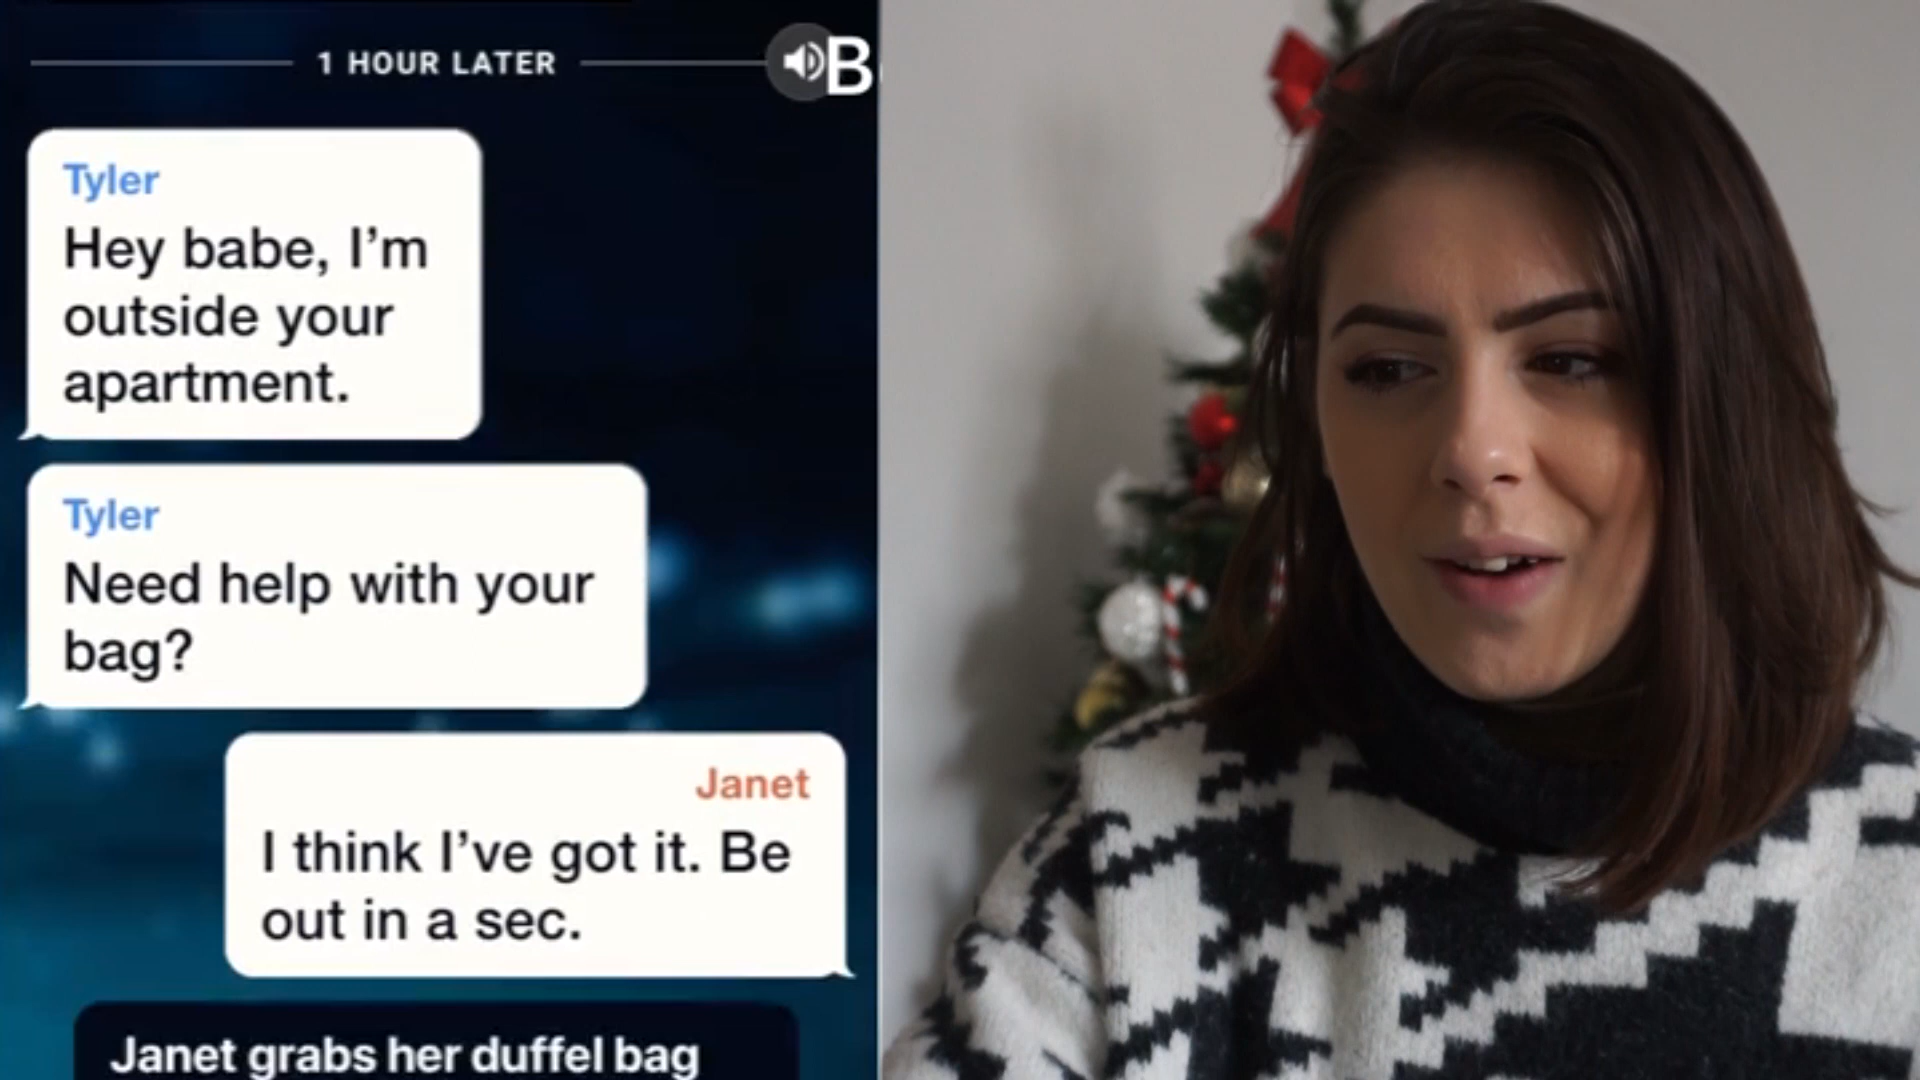 1 HOUR LATER
B
Tyler
Hey babe, I’m
outside your
apartment.
Tyler
Need help with your
bag?
Janet
I think I’ve got it. Be
out in a sec.
Janet grabs her duffel bag